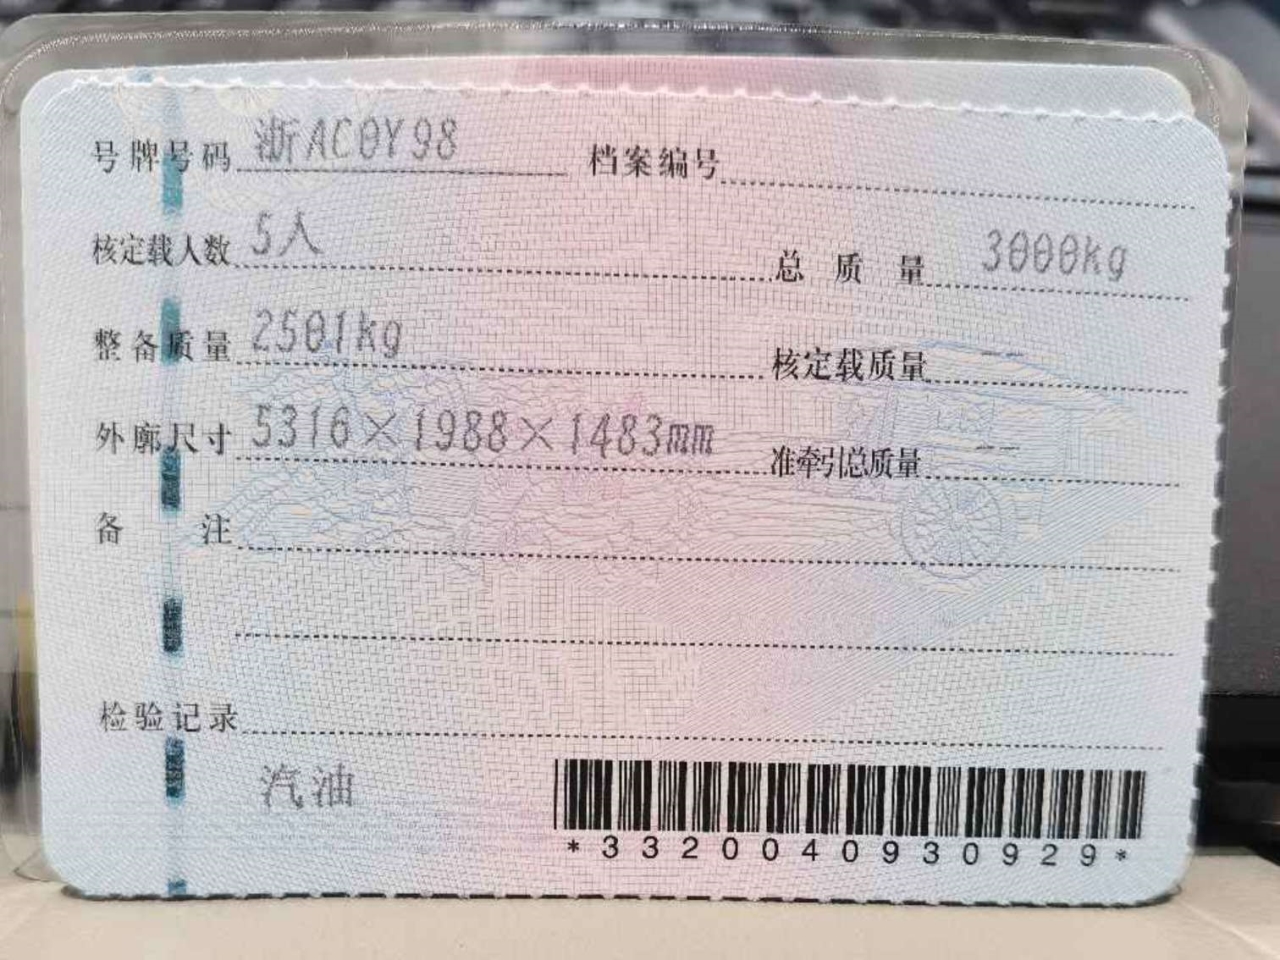 号牌号码 浙AC0Y98 档案编号
核定载人数 5人 总质量 3000kg
整备质量 2501kg 核定载质量 --
外廓尺寸 5316×1988×1483mm 准牵引总质量 --
备注
检验记录
汽油
*3320040930929*